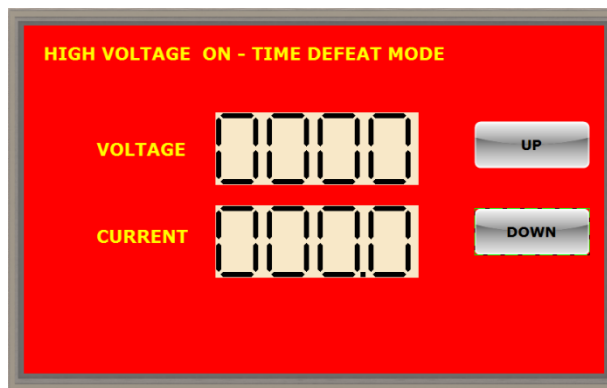 HIGH VOLTAGE ON - TIME DEFEAT MODE
VOLTAGE 0000 UP
CURRENT 000.0 DOWN